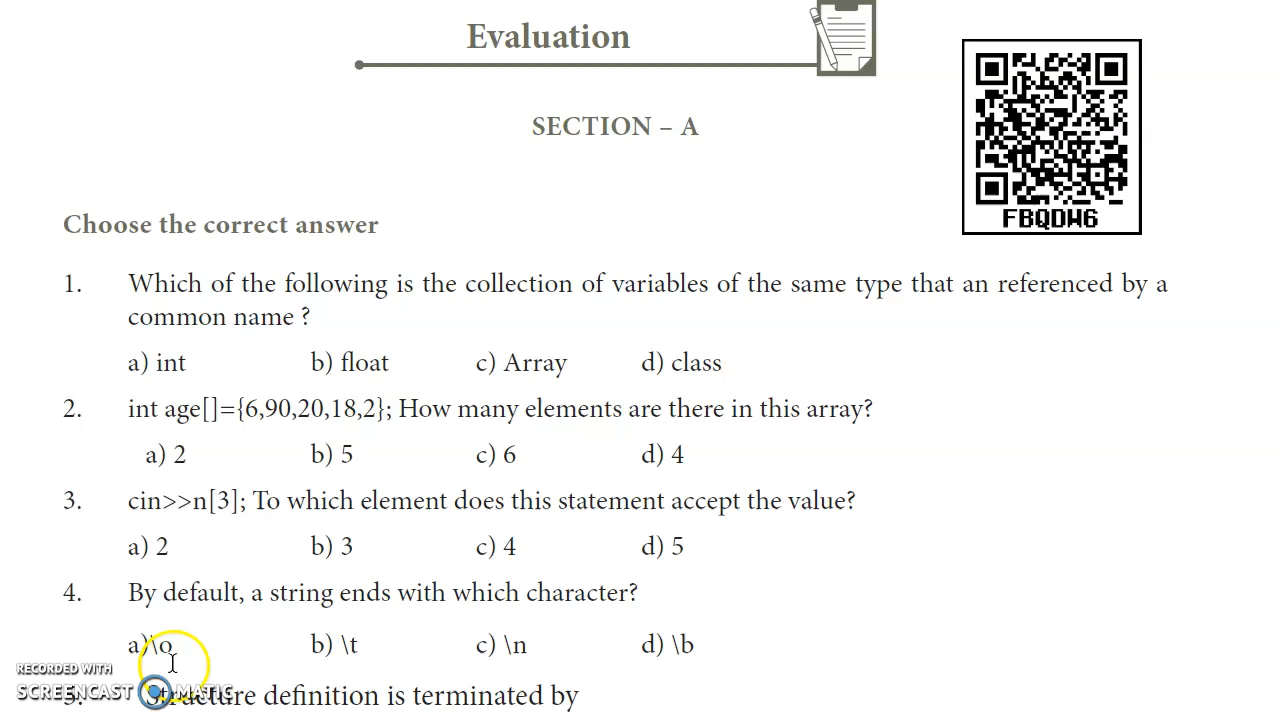 Evaluation
SECTION – A
FBQDW6
Choose the correct answer
1. Which of the following is the collection of variables of the same type that an referenced by a
common name ?
a) int b) float c) Array d) class
2. int age[]={6,90,20,18,2}; How many elements are there in this array?
a) 2 b) 5 c) 6 d) 4
3. cin>>n[3]; To which element does this statement accept the value?
a) 2 b) 3 c) 4 d) 5
4. By default, a string ends with which character?
a)\o b) \t c) \n d) \b
RECORDED WITH
SCREENCAST MATIC
5. Structure definition is terminated by